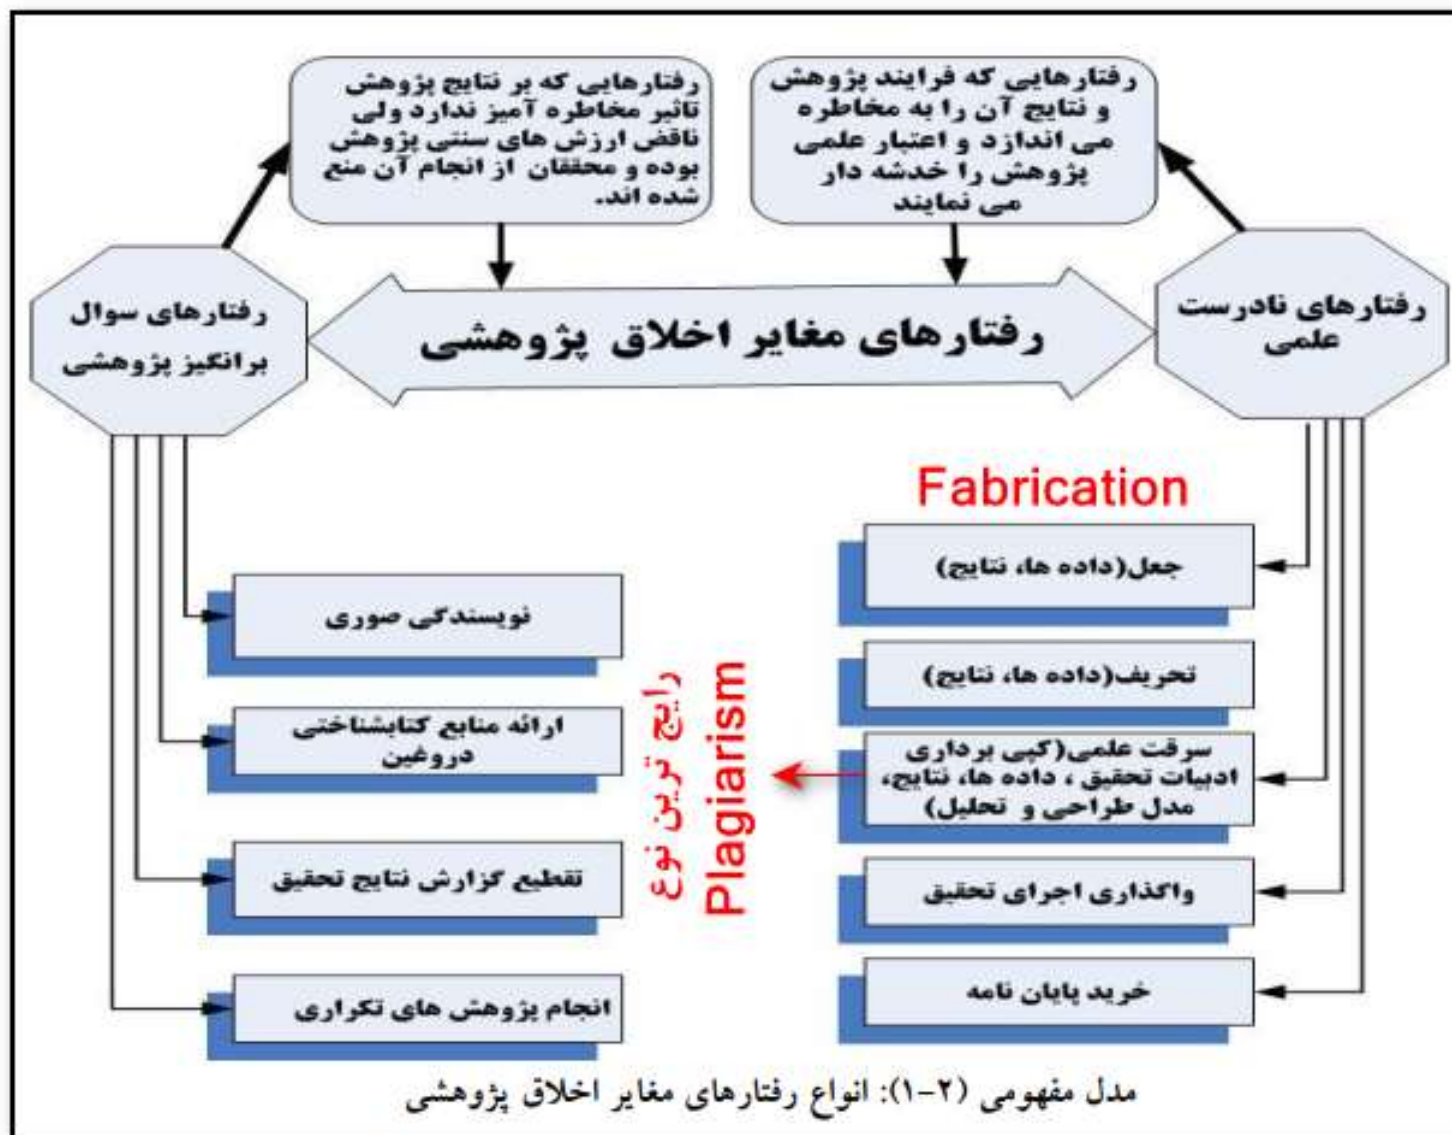 رفتارهایی که فرایند پژوهش
و نتایج آن را به مخاطره
می اندازد و اعتبار علمی
پژوهش را خدشه دار
می نمایند
رفتارهایی که بر نتایج پژوهش
تاثیر مخاطره آمیز ندارد ولی
ناقض ارزش های سنتی پژوهش
بوده و محققان از انجام آن منع
شده اند.
رفتارهای نادرست
علمی
رفتارهای مغایر اخلاق پژوهشی
رفتارهای سوال
برانگیز پژوهشی
Fabrication
جعل(داده ها، نتایج)
تحریف(داده ها، نتایج)
سرقت علمی(کپی برداری
ادبیات تحقیق ، داده ها، نتایج،
مدل طراحی و تحلیل)
واگذاری اجرای تحقیق
خرید پایان نامه
رایج ترین نوع
Plagiarism
نویسندگی صوری
ارائه منابع کتابشناختی
دروغین
تقطیع گزارش نتایج تحقیق
انجام پژوهش های تکراری
مدل مفهومی (۲-۱): انواع رفتارهای مغایر اخلاق پژوهشی